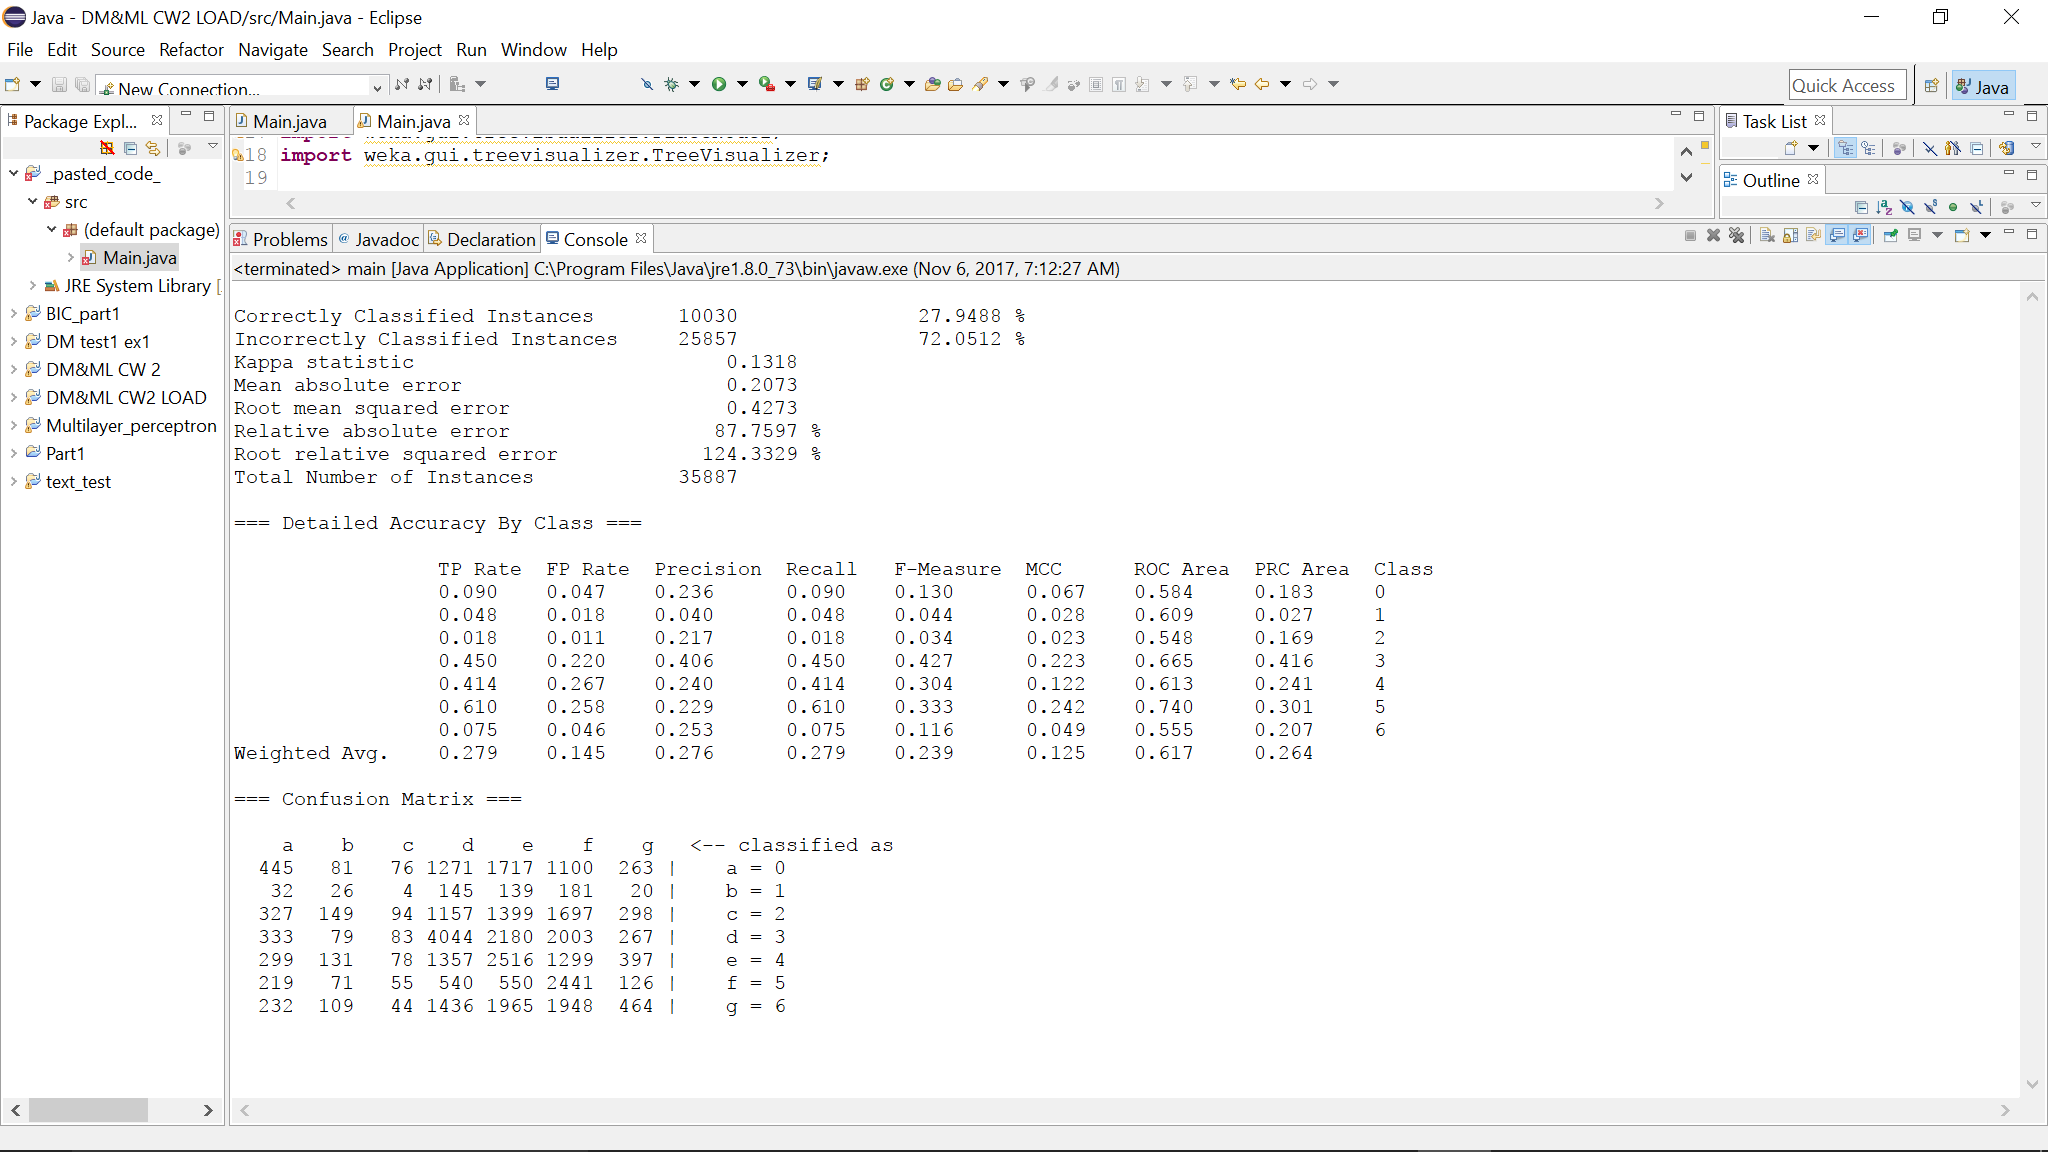 Java - DM&ML CW2 LOAD/src/Main.java - Eclipse
File Edit Source Refactor Navigate Search Project Run Window Help
New Connection...
Quick Access
Java
Package Expl...
_pasted_code_
src
(default package)
Main.java
JRE System Library [
BIC_part1
DM test1 ex1
DM&ML CW 2
DM&ML CW2 LOAD
Multilayer_perceptron
Part1
text_test
Main.java Main.java
18 import weka.gui.treevisualizer.TreeVisualizer;
19
Task List
Outline
Problems @ Javadoc Declaration Console
<terminated> main [Java Application] C:\Program Files\Java\jre1.8.0_73\bin\javaw.exe (Nov 6, 2017, 7:12:27 AM)
Correctly Classified Instances 10030 27.9488 %
Incorrectly Classified Instances 25857 72.0512 %
Kappa statistic 0.1318
Mean absolute error 0.2073
Root mean squared error 0.4273
Relative absolute error 87.7597 %
Root relative squared error 124.3329 %
Total Number of Instances 35887
=== Detailed Accuracy By Class ===
TP Rate FP Rate Precision Recall F-Measure MCC ROC Area PRC Area Class
0.090 0.047 0.236 0.090 0.130 0.067 0.584 0.183 0
0.048 0.018 0.040 0.048 0.044 0.028 0.609 0.027 1
0.018 0.011 0.217 0.018 0.034 0.023 0.548 0.169 2
0.450 0.220 0.406 0.450 0.427 0.223 0.665 0.416 3
0.414 0.267 0.240 0.414 0.304 0.122 0.613 0.241 4
0.610 0.258 0.229 0.610 0.333 0.242 0.740 0.301 5
0.075 0.046 0.253 0.075 0.116 0.049 0.555 0.207 6
Weighted Avg. 0.279 0.145 0.276 0.279 0.239 0.125 0.617 0.264
=== Confusion Matrix ===
a b c d e f g <-- classified as
445 81 76 1271 1717 1100 263 | a = 0
32 26 4 145 139 181 20 | b = 1
327 149 94 1157 1399 1697 298 | c = 2
333 79 83 4044 2180 2003 267 | d = 3
299 131 78 1357 2516 1299 397 | e = 4
219 71 55 540 550 2441 126 | f = 5
232 109 44 1436 1965 1948 464 | g = 6